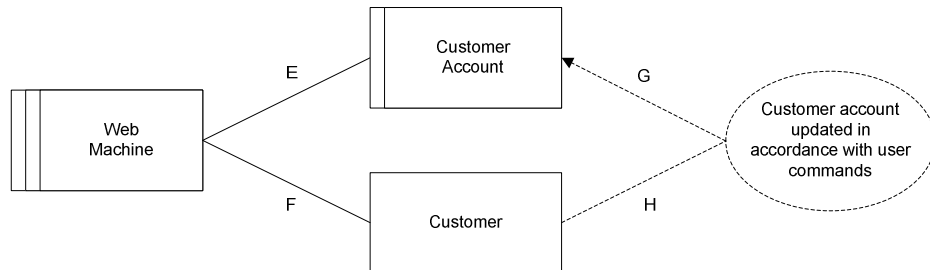 Customer
Account
E
G
Web
Machine
Customer account
updated in
accordance with user
commands
F
H
Customer